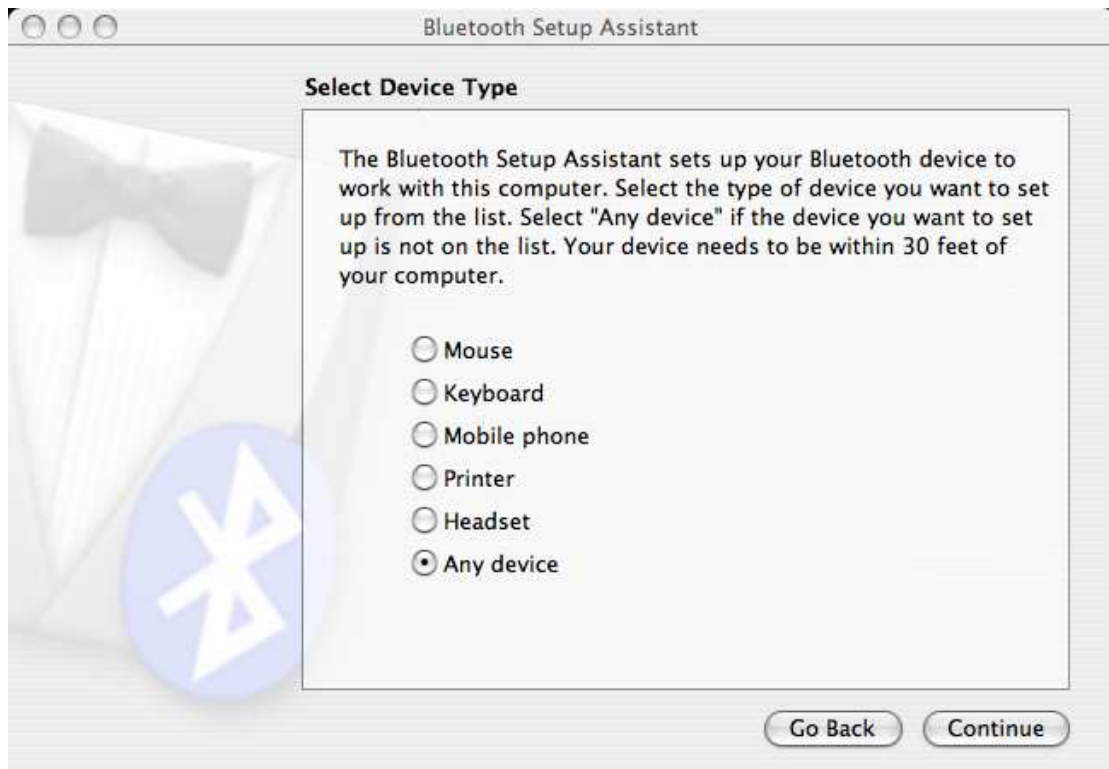 Bluetooth Setup Assistant
Select Device Type
The Bluetooth Setup Assistant sets up your Bluetooth device to
work with this computer. Select the type of device you want to set
up from the list. Select "Any device" if the device you want to set
up is not on the list. Your device needs to be within 30 feet of
your computer.
Mouse
Keyboard
Mobile phone
Printer
Headset
Any device
Go Back
Continue